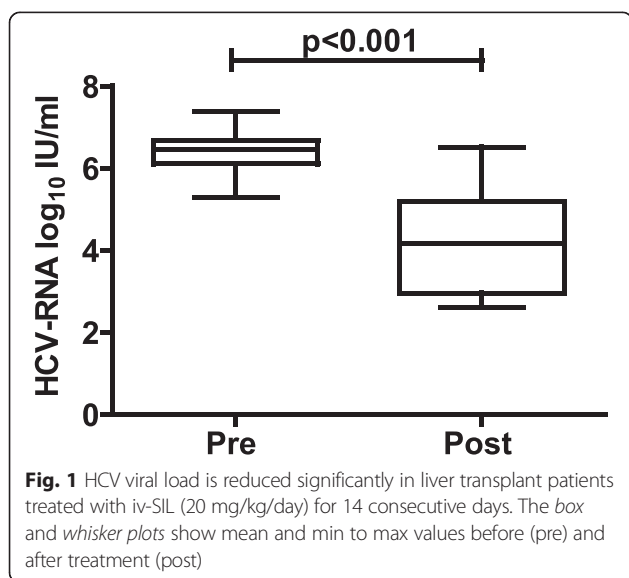 p<0.001
HCV-RNA log₁₀ IU/ml
8
6
4
2
0
Pre Post
Fig. 1 HCV viral load is reduced significantly in liver transplant patients
treated with iv-SIL (20 mg/kg/day) for 14 consecutive days. The box
and whisker plots show mean and min to max values before (pre) and
after treatment (post)